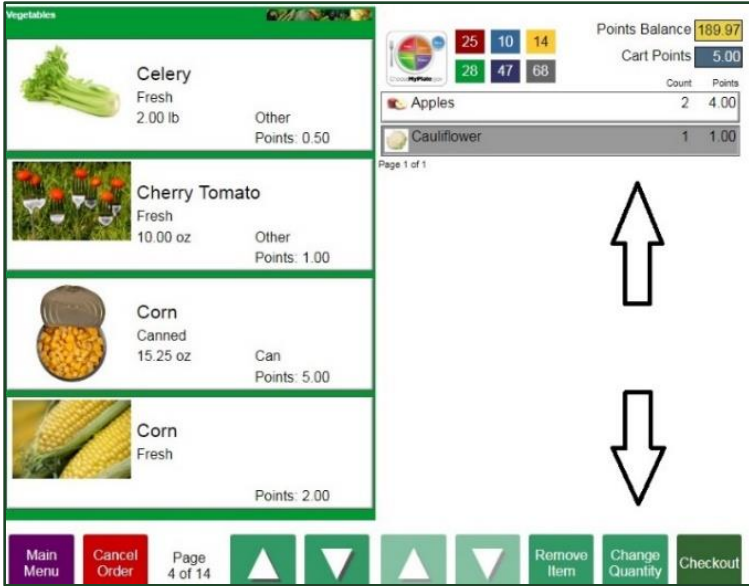 Vegetables
Celery
Fresh
2.00 lb Other
Points: 0.50
Cherry Tomato
Fresh
10.00 oz Other
Points: 1.00
Corn
Canned
15.25 oz Can
Points: 5.00
Corn
Fresh
Points: 2.00
25 10 14
28 47 68
Points Balance 189.97
Cart Points 5.00
Count Points
Apples 2 4.00
Cauliflower 1 1.00
Page 1 of 1
Main Menu
Cancel Order
Page 4 of 14
Remove Item
Change Quantity
Checkout